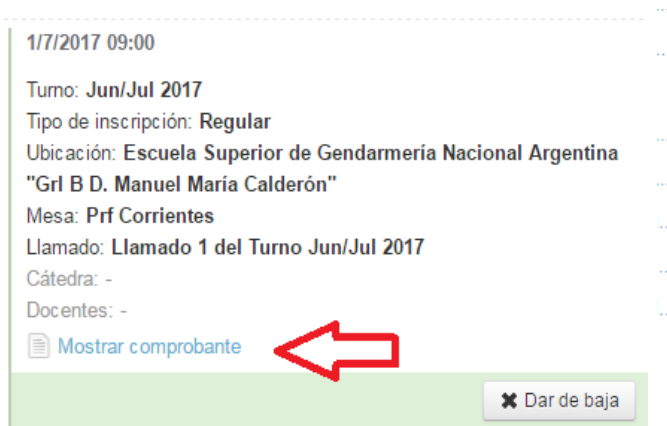 1/7/2017 09:00
Turno: Jun/Jul 2017
Tipo de inscripción: Regular
Ubicación: Escuela Superior de Gendarmería Nacional Argentina
"Grl B D. Manuel María Calderón"
Mesa: Prf Corrientes
Llamado: Llamado 1 del Turno Jun/Jul 2017
Cátedra: -
Docentes: -
Mostrar comprobante
✖ Dar de baja